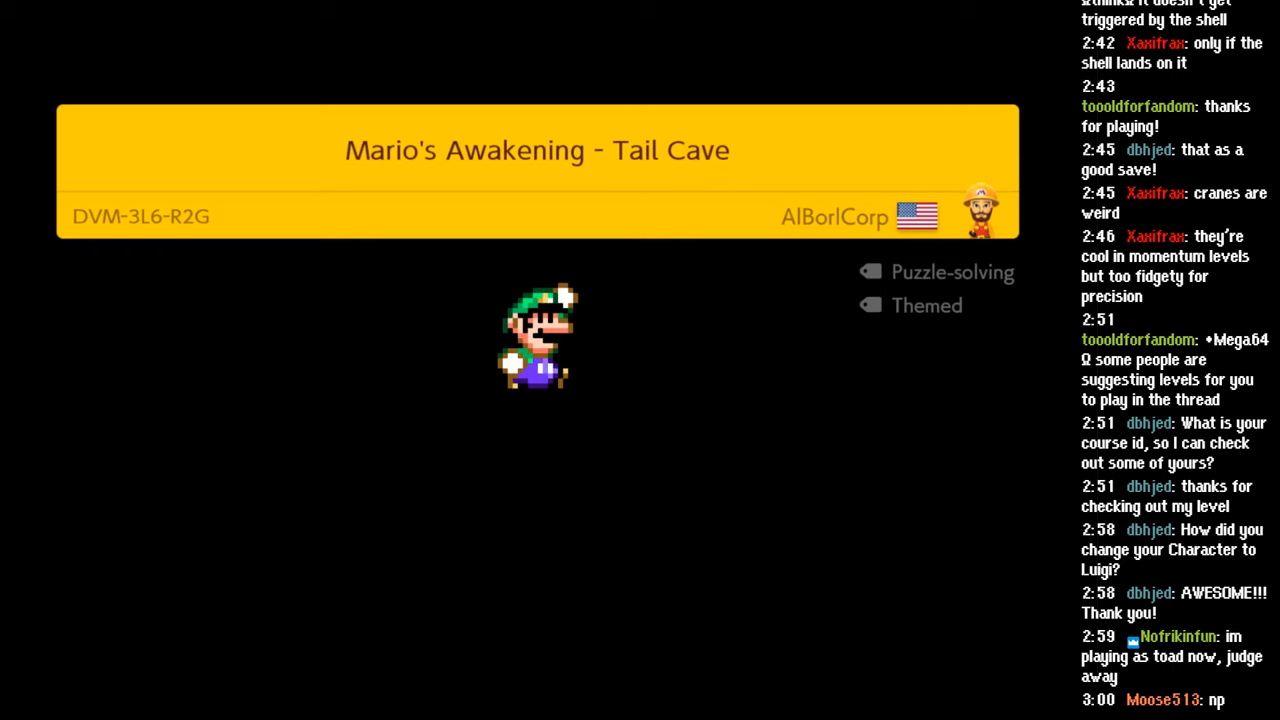 Mario's Awakening - Tail Cave
DVM-3L6-R2G
AlBorlCorp
Puzzle-solving
Themed
it doesn't get
triggered by the shell
2:42 Xaxifrax: only if the
shell lands on it
2:43
toooldforfandom: thanks
for playing!
2:45 dbhjed: that as a
good save!
2:45 Xaxifrax: cranes are
weird
2:46 Xaxifrax: they're
cool in momentum levels
but too fidgety for
precision
2:51
toooldforfandom: •Mega64
Ω some people are
suggesting levels for you
to play in the thread
2:51 dbhjed: What is your
course id, so I can check
out some of yours?
2:51 dbhjed: thanks for
checking out my level
2:58 dbhjed: How did you
change your Character to
Luigi?
2:58 dbhjed: AWESOME!!!
Thank you!
2:59 Nofrikinfun: im
playing as toad now, judge
away
3:00 Moose513: np